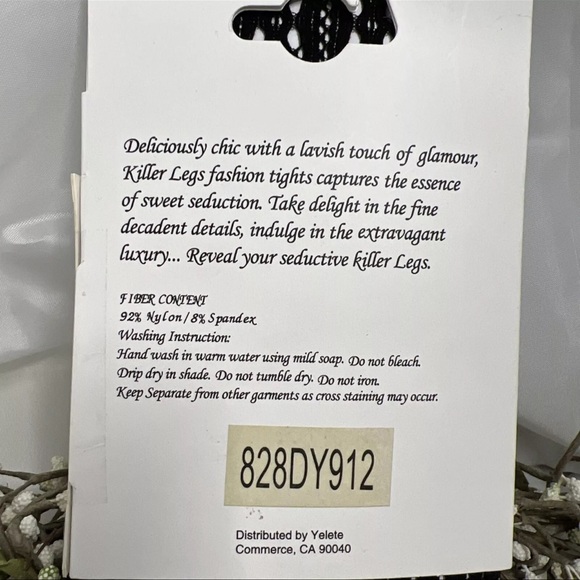 Deliciously chic with a lavish touch of glamour,
Killer Legs fashion tights captures the essence
of sweet seduction. Take delight in the fine
decadent details, indulge in the extravagant
luxury... Reveal your seductive killer Legs.
FIBER CONTENT
92% Nylon/8% Spandex
Washing Instruction:
Hand wash in warm water using mild soap. Do not bleach.
Drip dry in shade. Do not tumble dry. Do not iron.
Keep Separate from other garments as cross staining may occur.
828DY912
Distributed by Yelete
Commerce, CA 90040